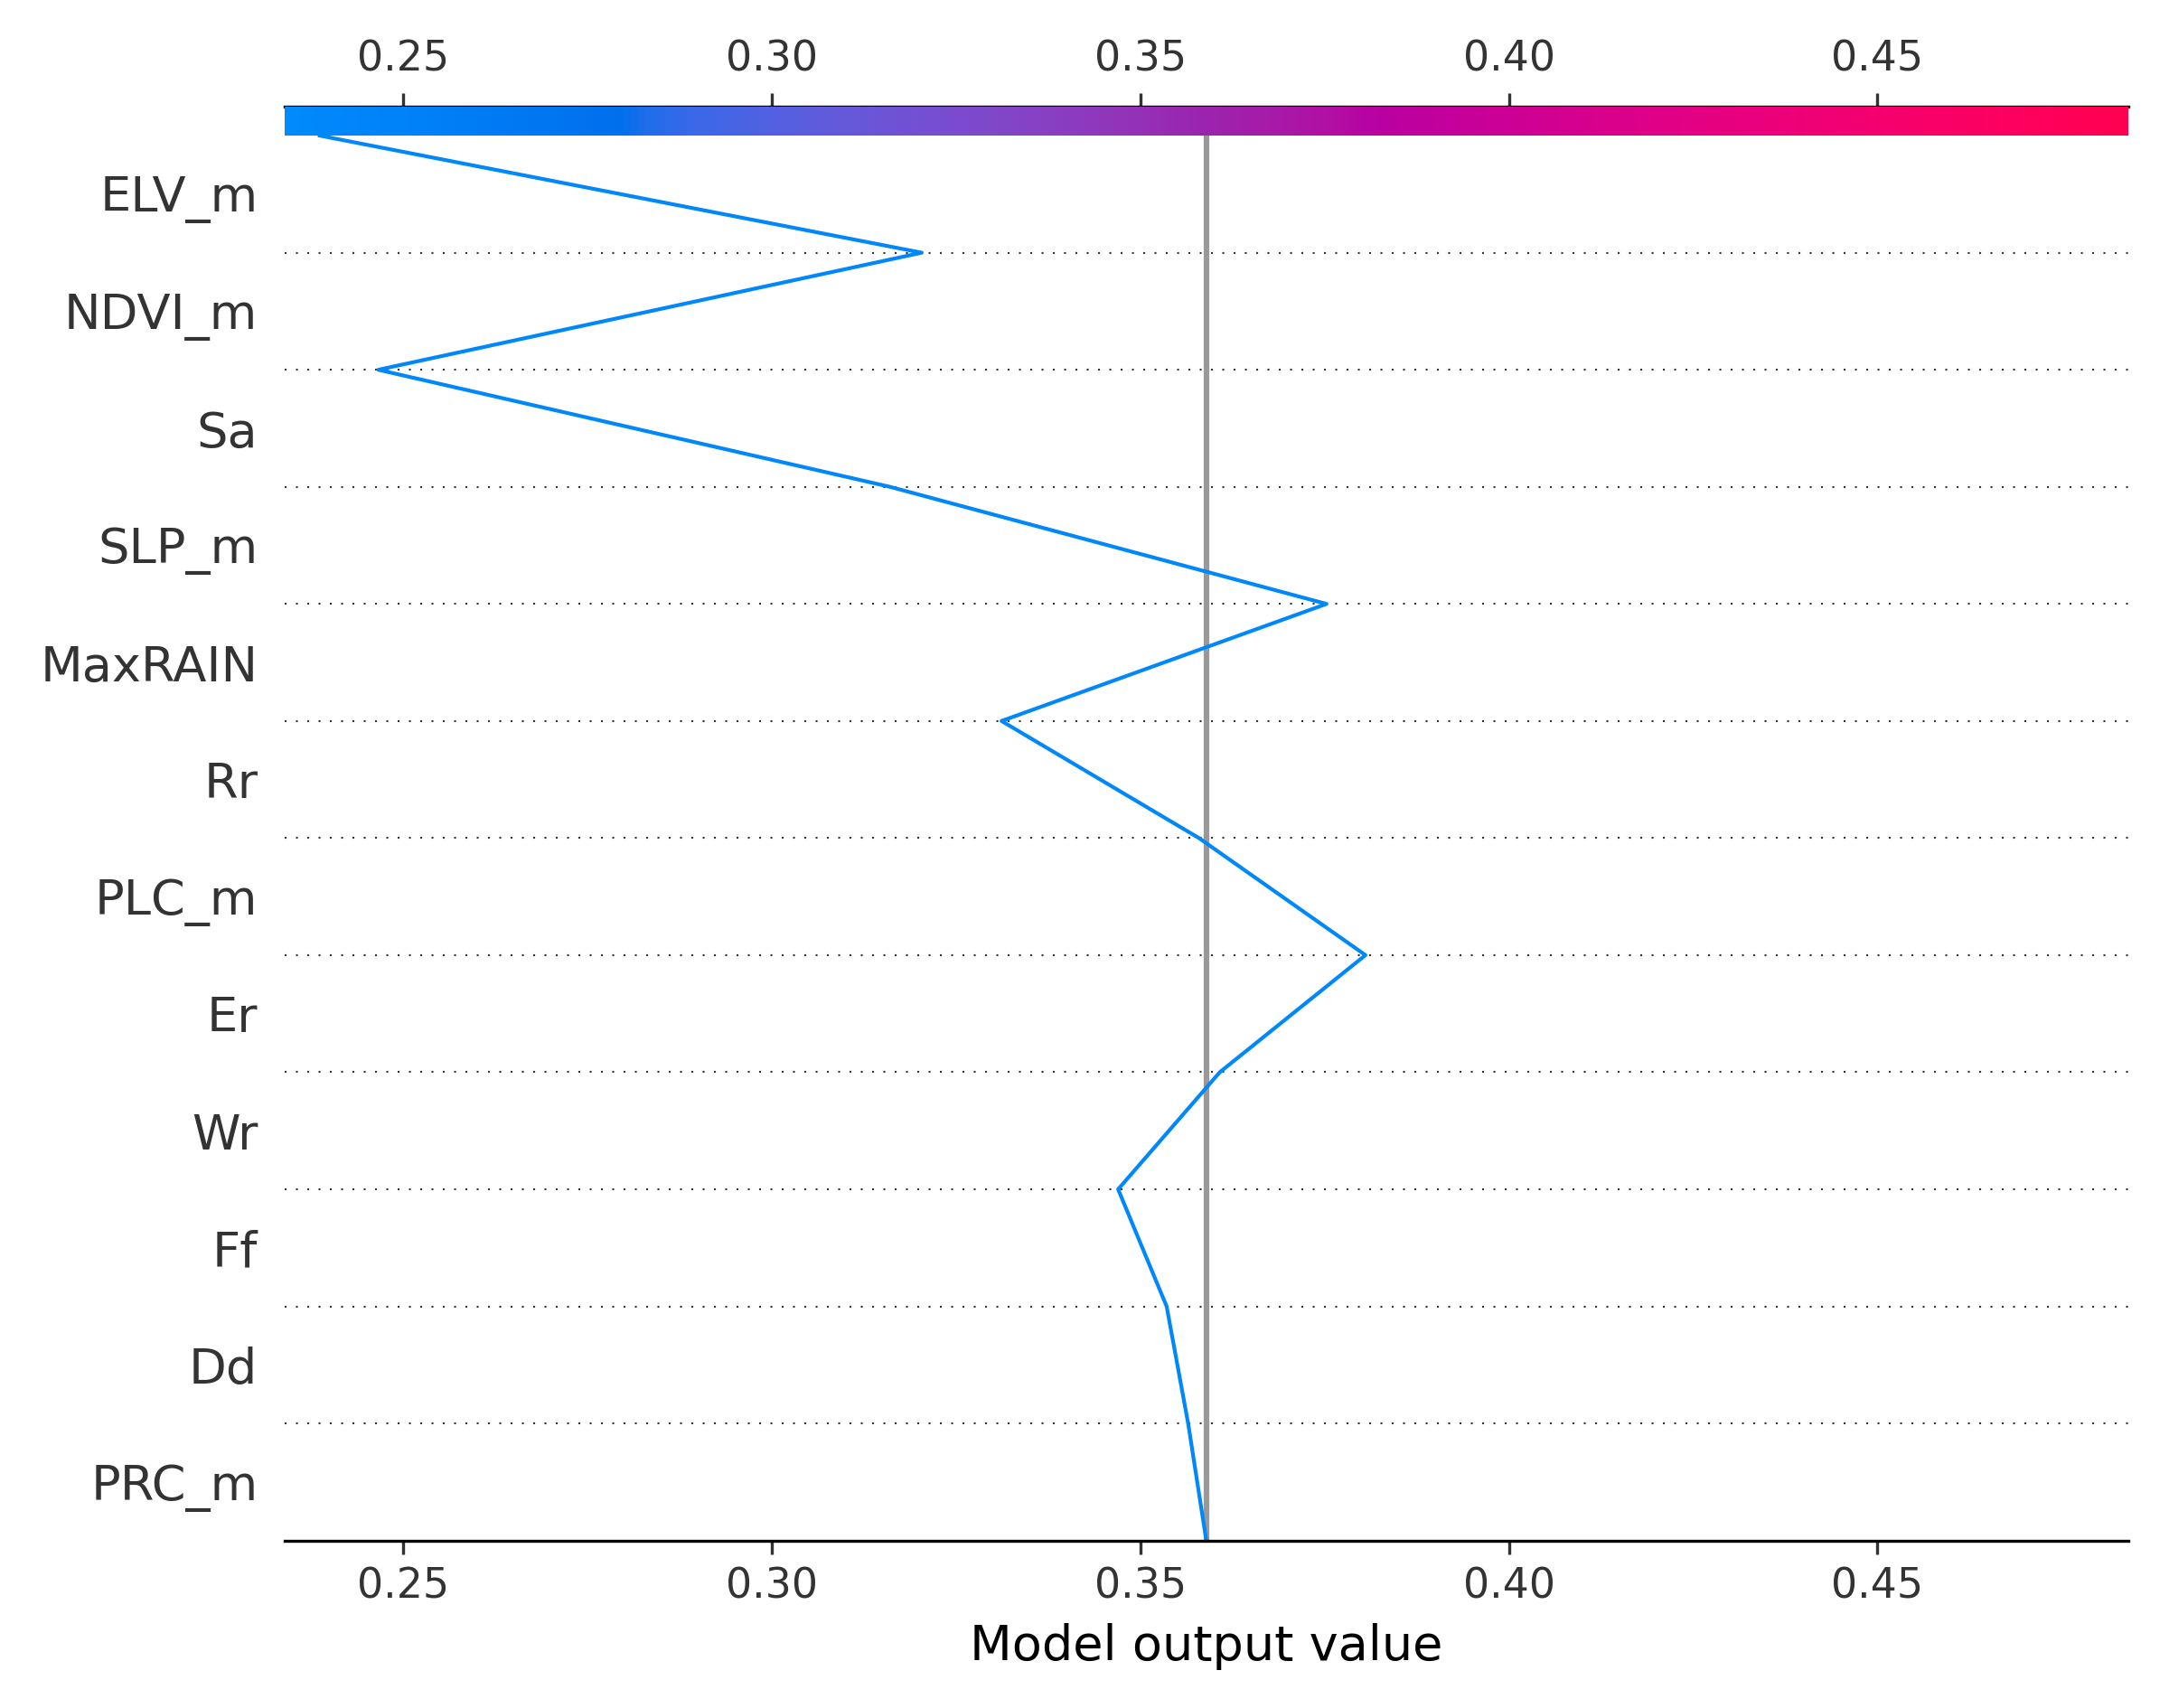 0.25 0.30 0.35 0.40 0.45
ELV_m
NDVI_m
Sa
SLP_m
MaxRAIN
Rr
PLC_m
Er
Wr
Ff
Dd
PRC_m
0.25 0.30 0.35 0.40 0.45
Model output value